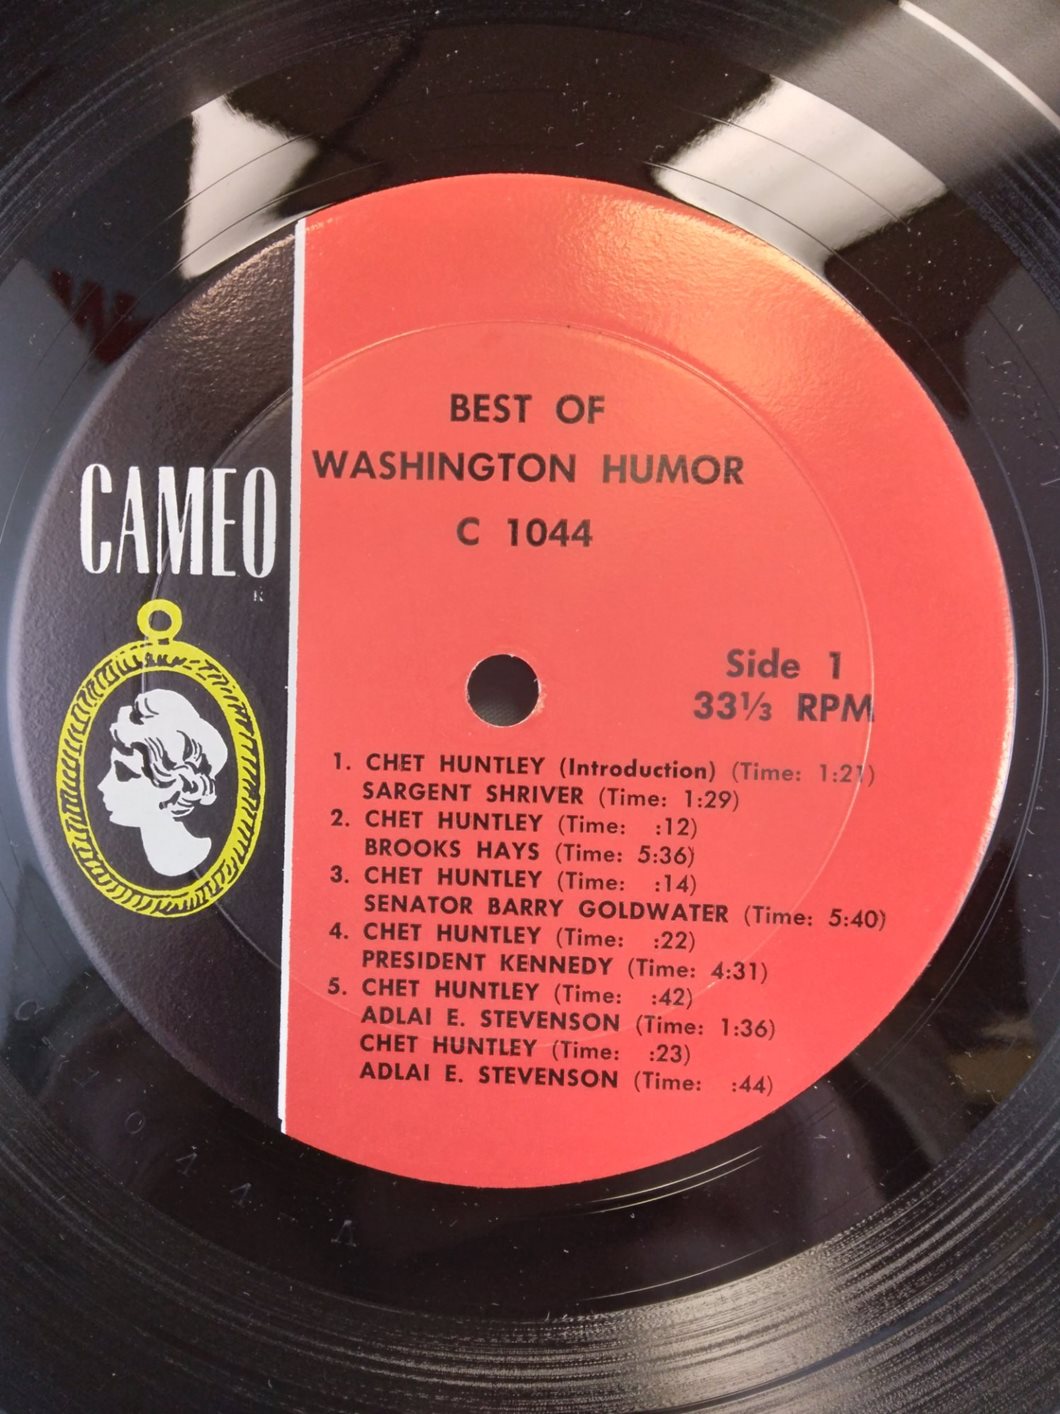 BEST OF
WASHINGTON HUMOR
C 1044
CAMEO
R
Side 1
33⅓ RPM
1. CHET HUNTLEY (Introduction) (Time: 1:21)
SARGENT SHRIVER (Time: 1:29)
2. CHET HUNTLEY (Time: :12)
BROOKS HAYS (Time: 5:36)
3. CHET HUNTLEY (Time: :14)
SENATOR BARRY GOLDWATER (Time: 5:40)
4. CHET HUNTLEY (Time: :22)
PRESIDENT KENNEDY (Time: 4:31)
5. CHET HUNTLEY (Time: :42)
ADLAI E. STEVENSON (Time: 1:36)
CHET HUNTLEY (Time: :23)
ADLAI E. STEVENSON (Time: :44)